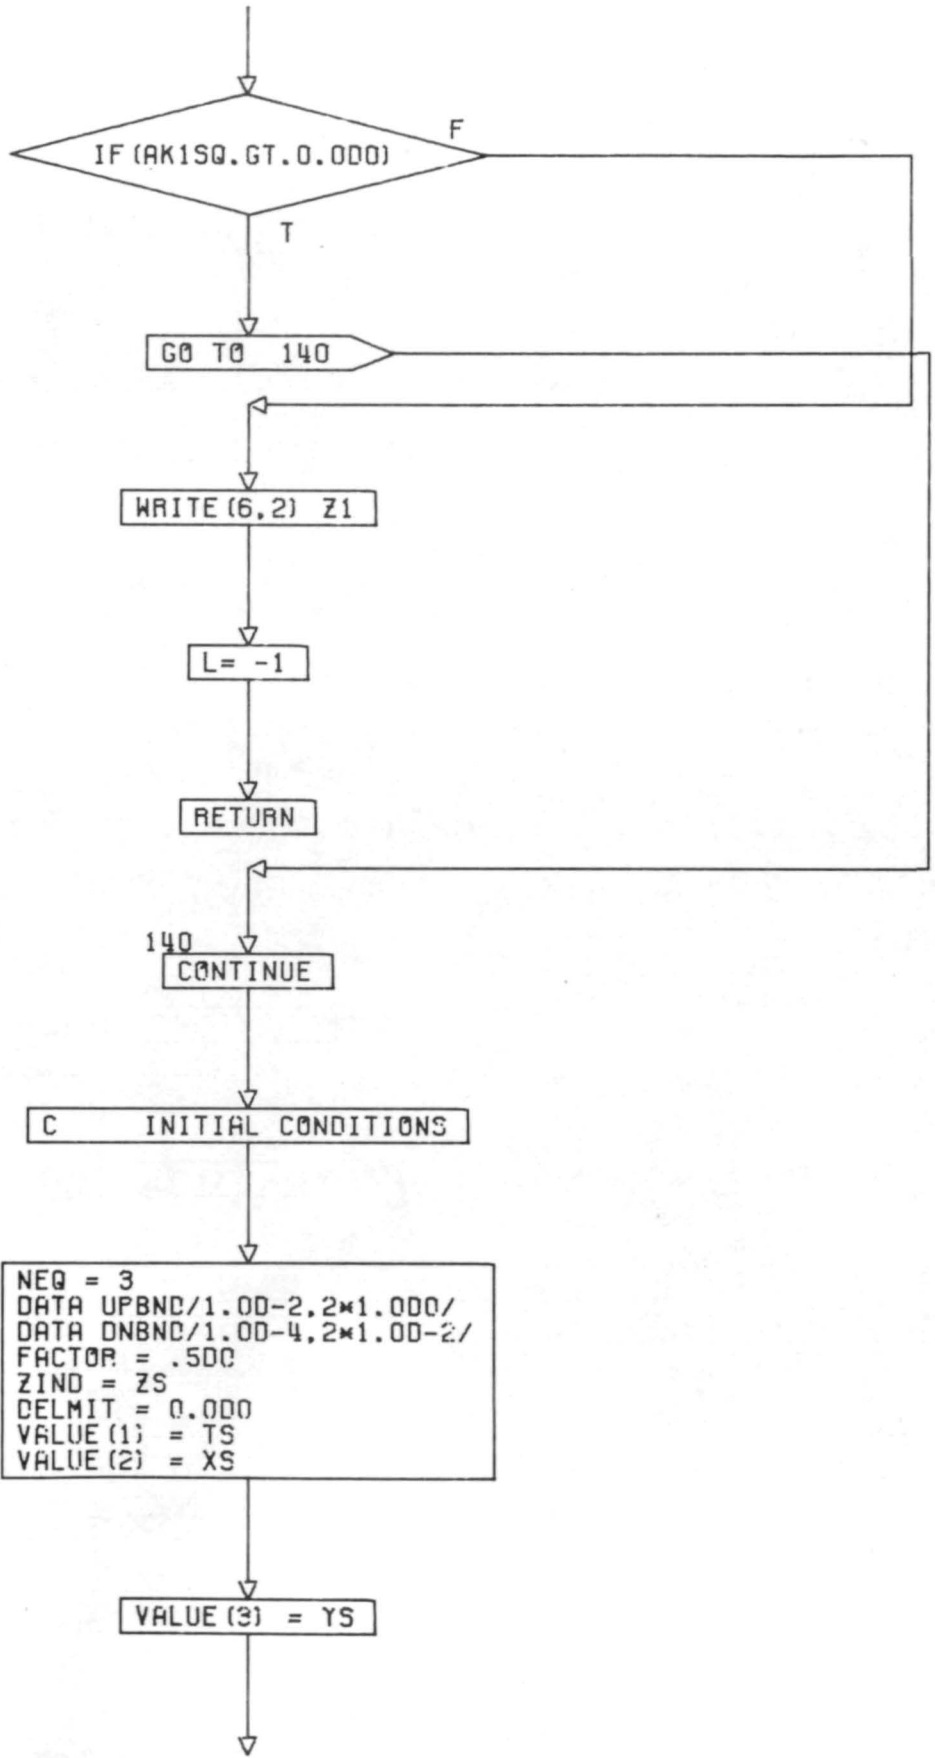 IF(AK1SQ.GT.0.0D0)
F
T
GO TO 140
WRITE(6,2) Z1
L= -1
RETURN
140
CONTINUE
C INITIAL CONDITIONS
NEQ = 3
DATA UPBND/1.0D-2,2*1.0D0/
DATA DNBND/1.0D-4,2*1.0D-2/
FACTOR = .5D0
ZIND = ZS
DELMIT = 0.0D0
VALUE(1) = TS
VALUE(2) = XS
VALUE(3) = YS